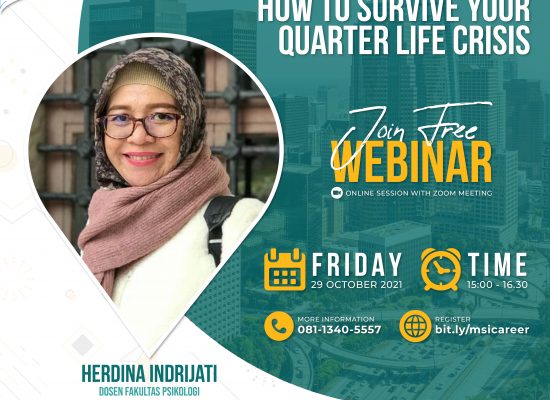 HOW TO SURVIVE YOUR
QUARTER LIFE CRISIS
Join Free
WEBINAR
ONLINE SESSION WITH ZOOM MEETING
FRIDAY
29 OCTOBER 2021
TIME
15:00 - 16.30
MORE INFORMATION
081-1340-5557
REGISTER
bit.ly/msicareer
HERDINA INDRIJATI
DOSEN FAKULTAS PSIKOLOGI